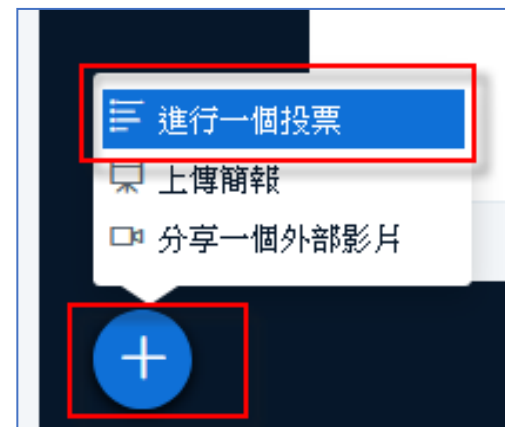 進行一個投票
上傳簡報
分享一個外部影片